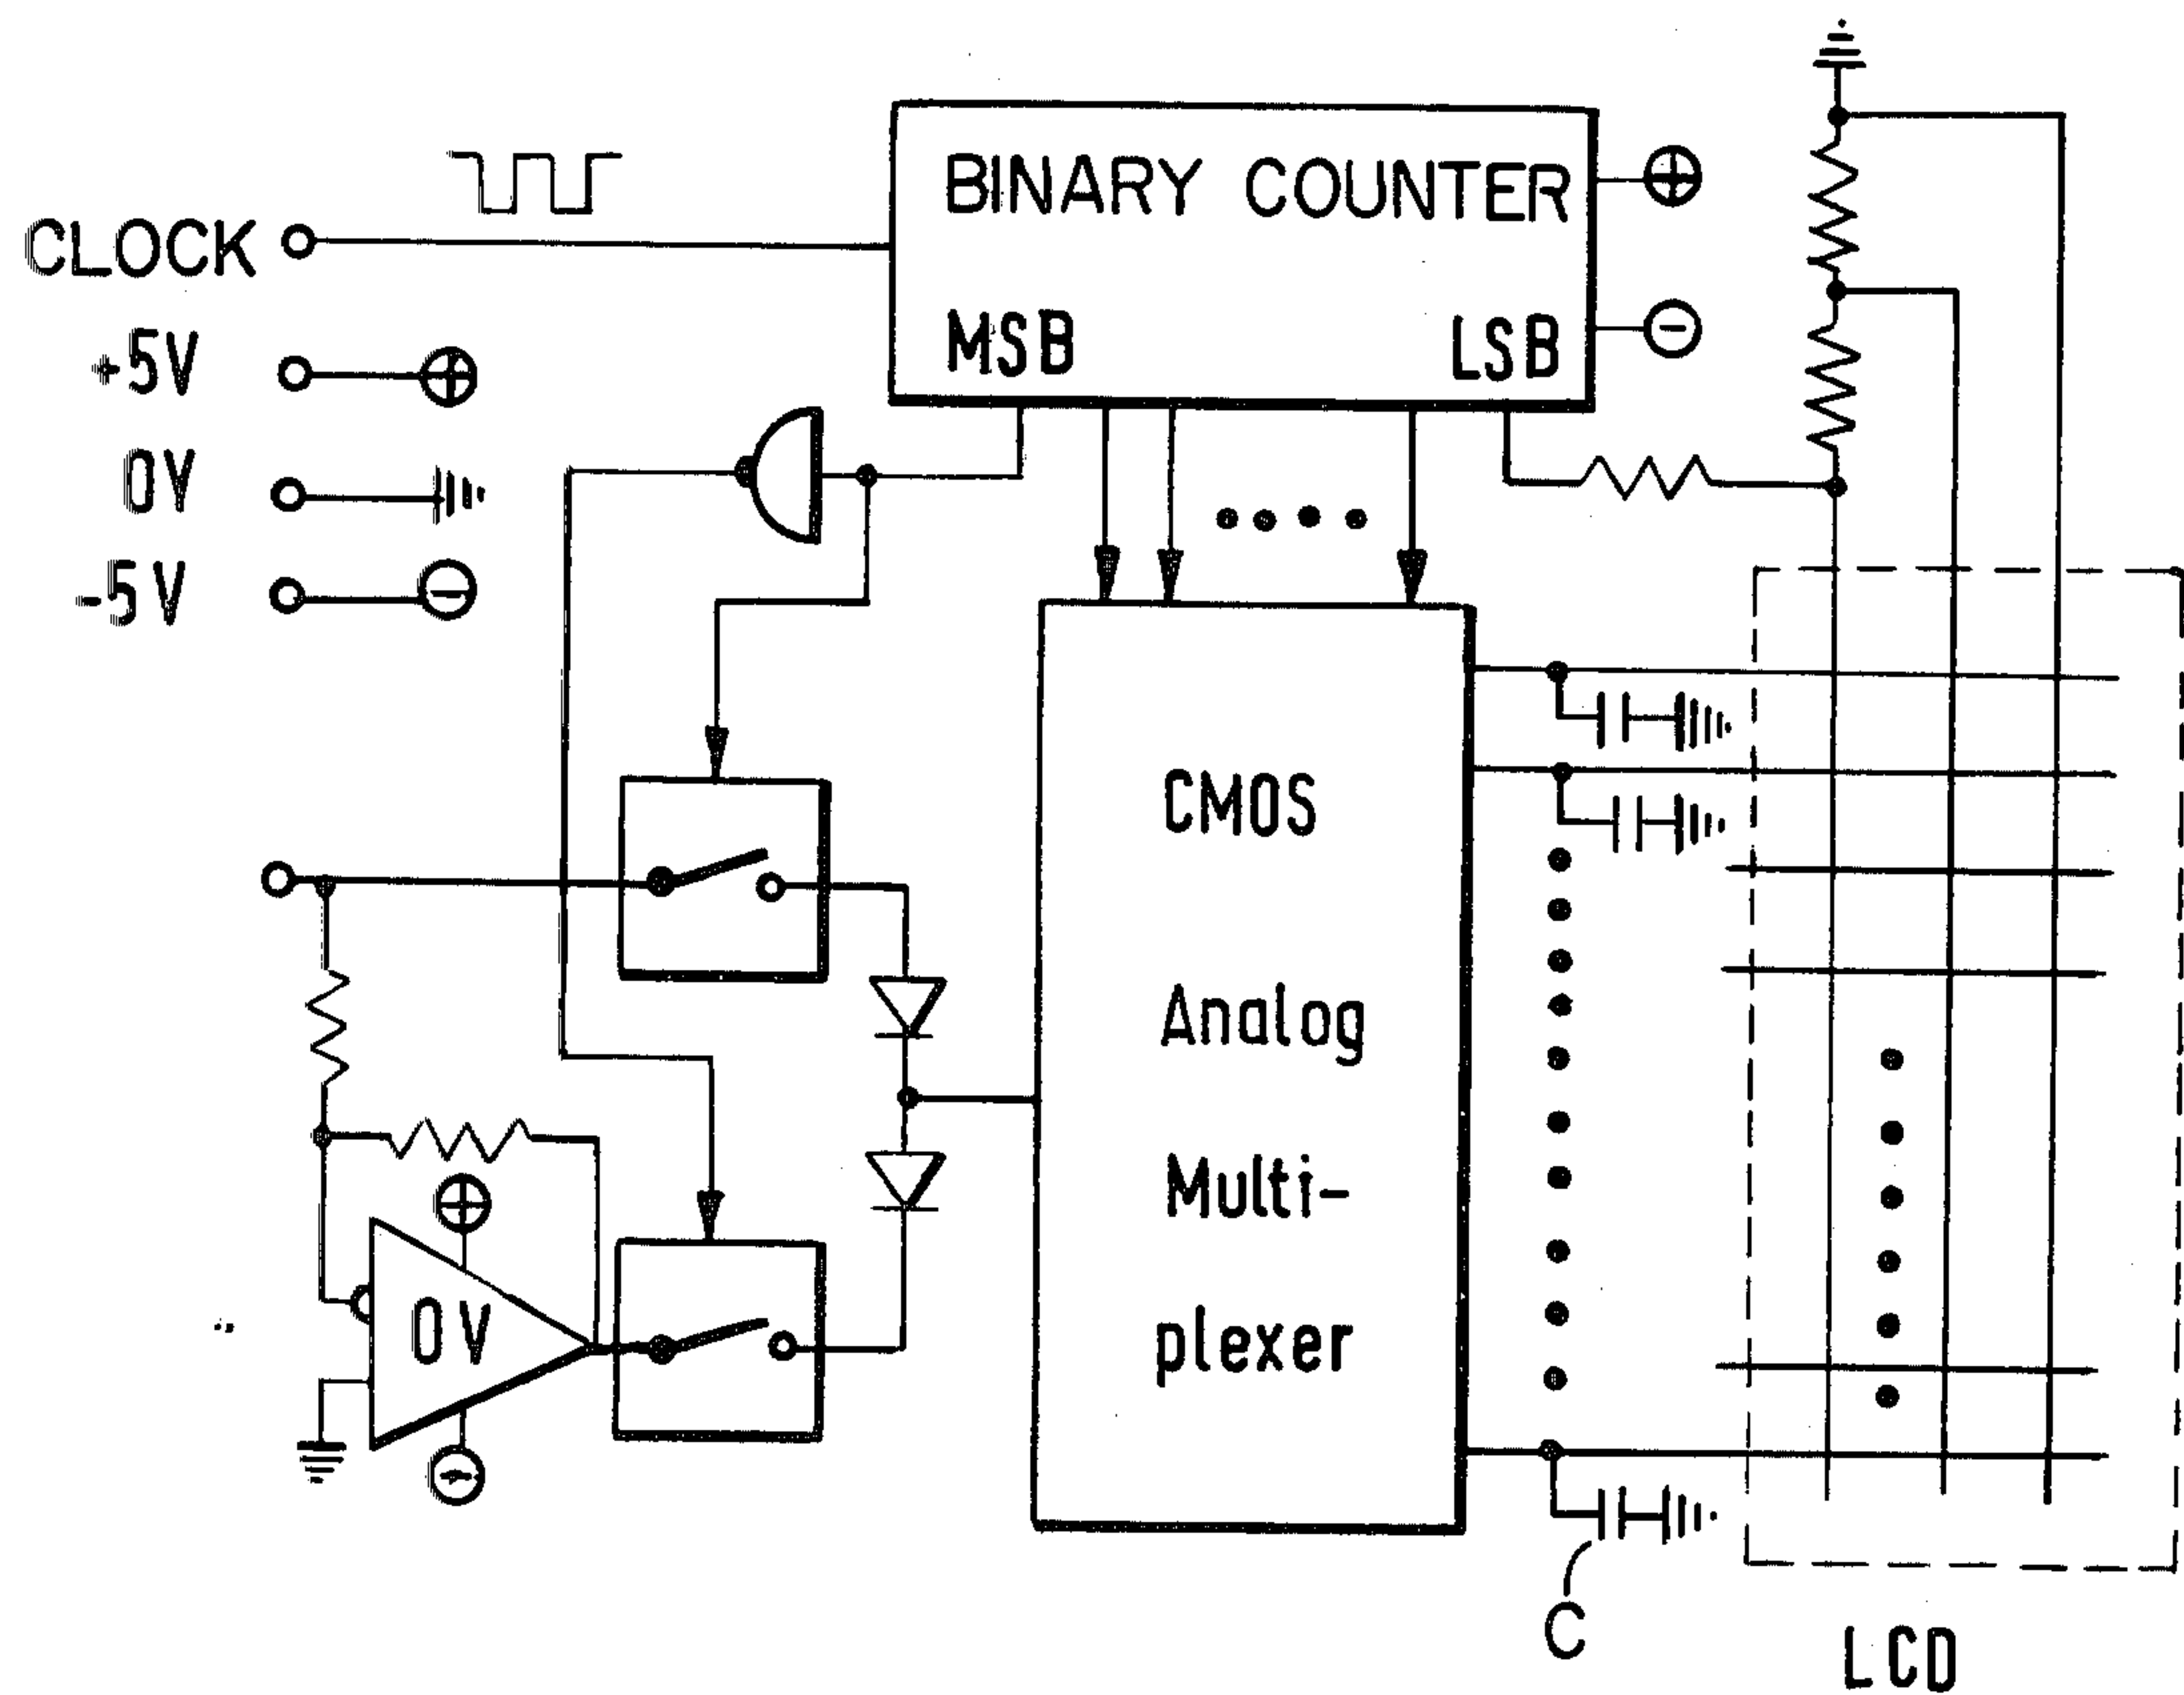 BINARY COUNTER
MSB LSB
CLOCK
+5V
0V
-5V
CMOS
Analog
Multi-
plexer
0V
C
LCD